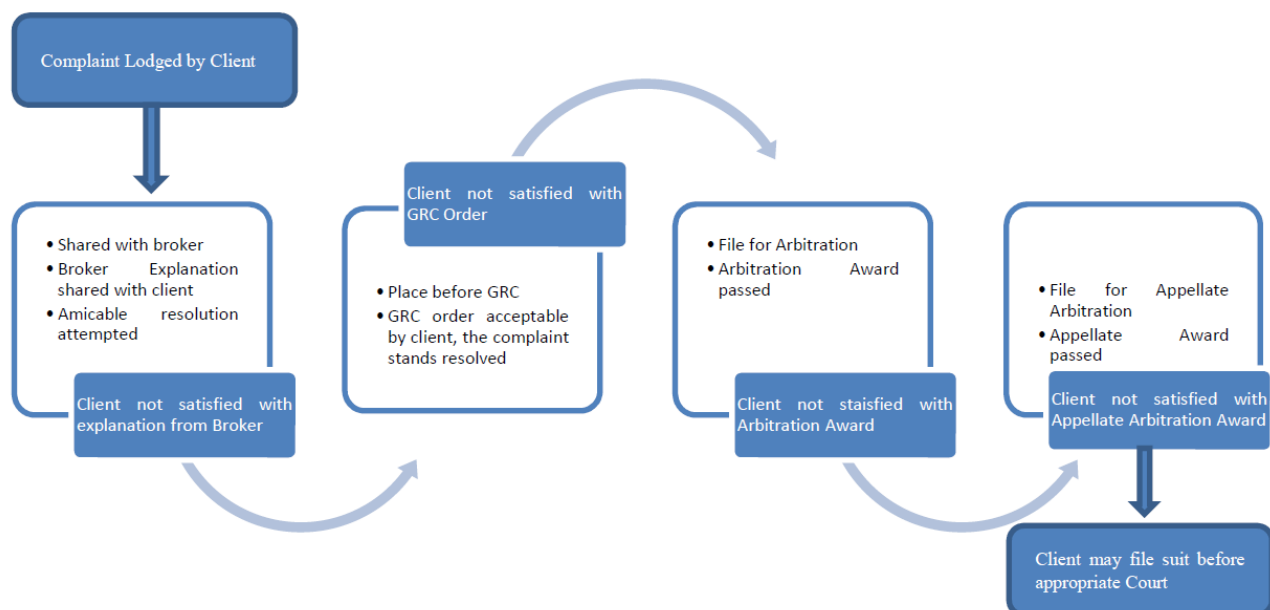 Complaint Lodged by Client
• Shared with broker
• Broker Explanation
shared with client
• Amicable resolution
attempted
Client not satisfied with
explanation from Broker
Client not satisfied with
GRC Order
• Place before GRC
• GRC order acceptable
by client, the complaint
stands resolved
• File for Arbitration
• Arbitration Award
passed
Client not staisfied with
Arbitration Award
• File for Appellate
Arbitration
• Appellate Award
passed
Client not satisfied with
Appellate Arbitration Award
Client may file suit before
appropriate Court